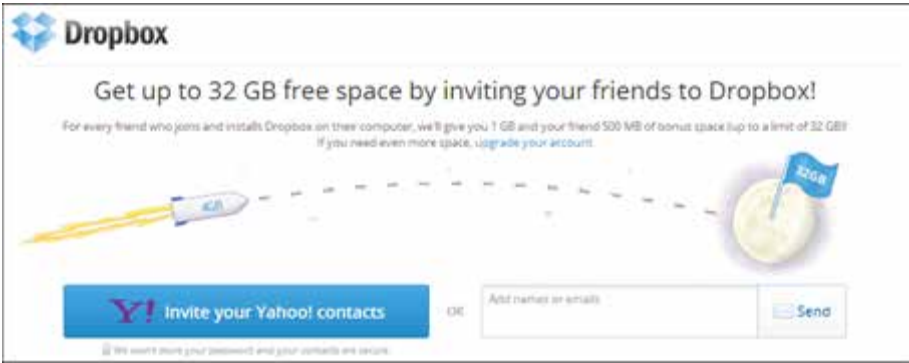 Dropbox
Get up to 32 GB free space by inviting your friends to Dropbox!
For every friend who joins and installs Dropbox on their computer, we'll give you 1 GB and your friend 500 MB of bonus space (up to a limit of 32 GB)!
If you need even more space, upgrade your account
32GB
4GB
Y! Invite your Yahoo! contacts
OR
Add names or emails
Send
We won't store your password and your contacts are secure.